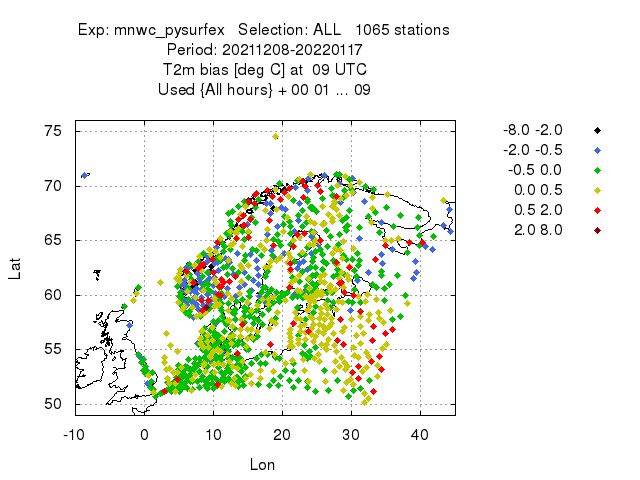 Exp: mnwc_pysurfex   Selection: ALL   1065 stations
Period: 20211208-20220117
T2m bias [deg C] at  09 UTC
Used {All hours} + 00 01 ... 09
-8.0 -2.0
-2.0 -0.5
-0.5 0.0
0.0 0.5
0.5 2.0
2.0 8.0
75
70
65
60
55
50
Lat
-10 0 10 20 30 40
Lon